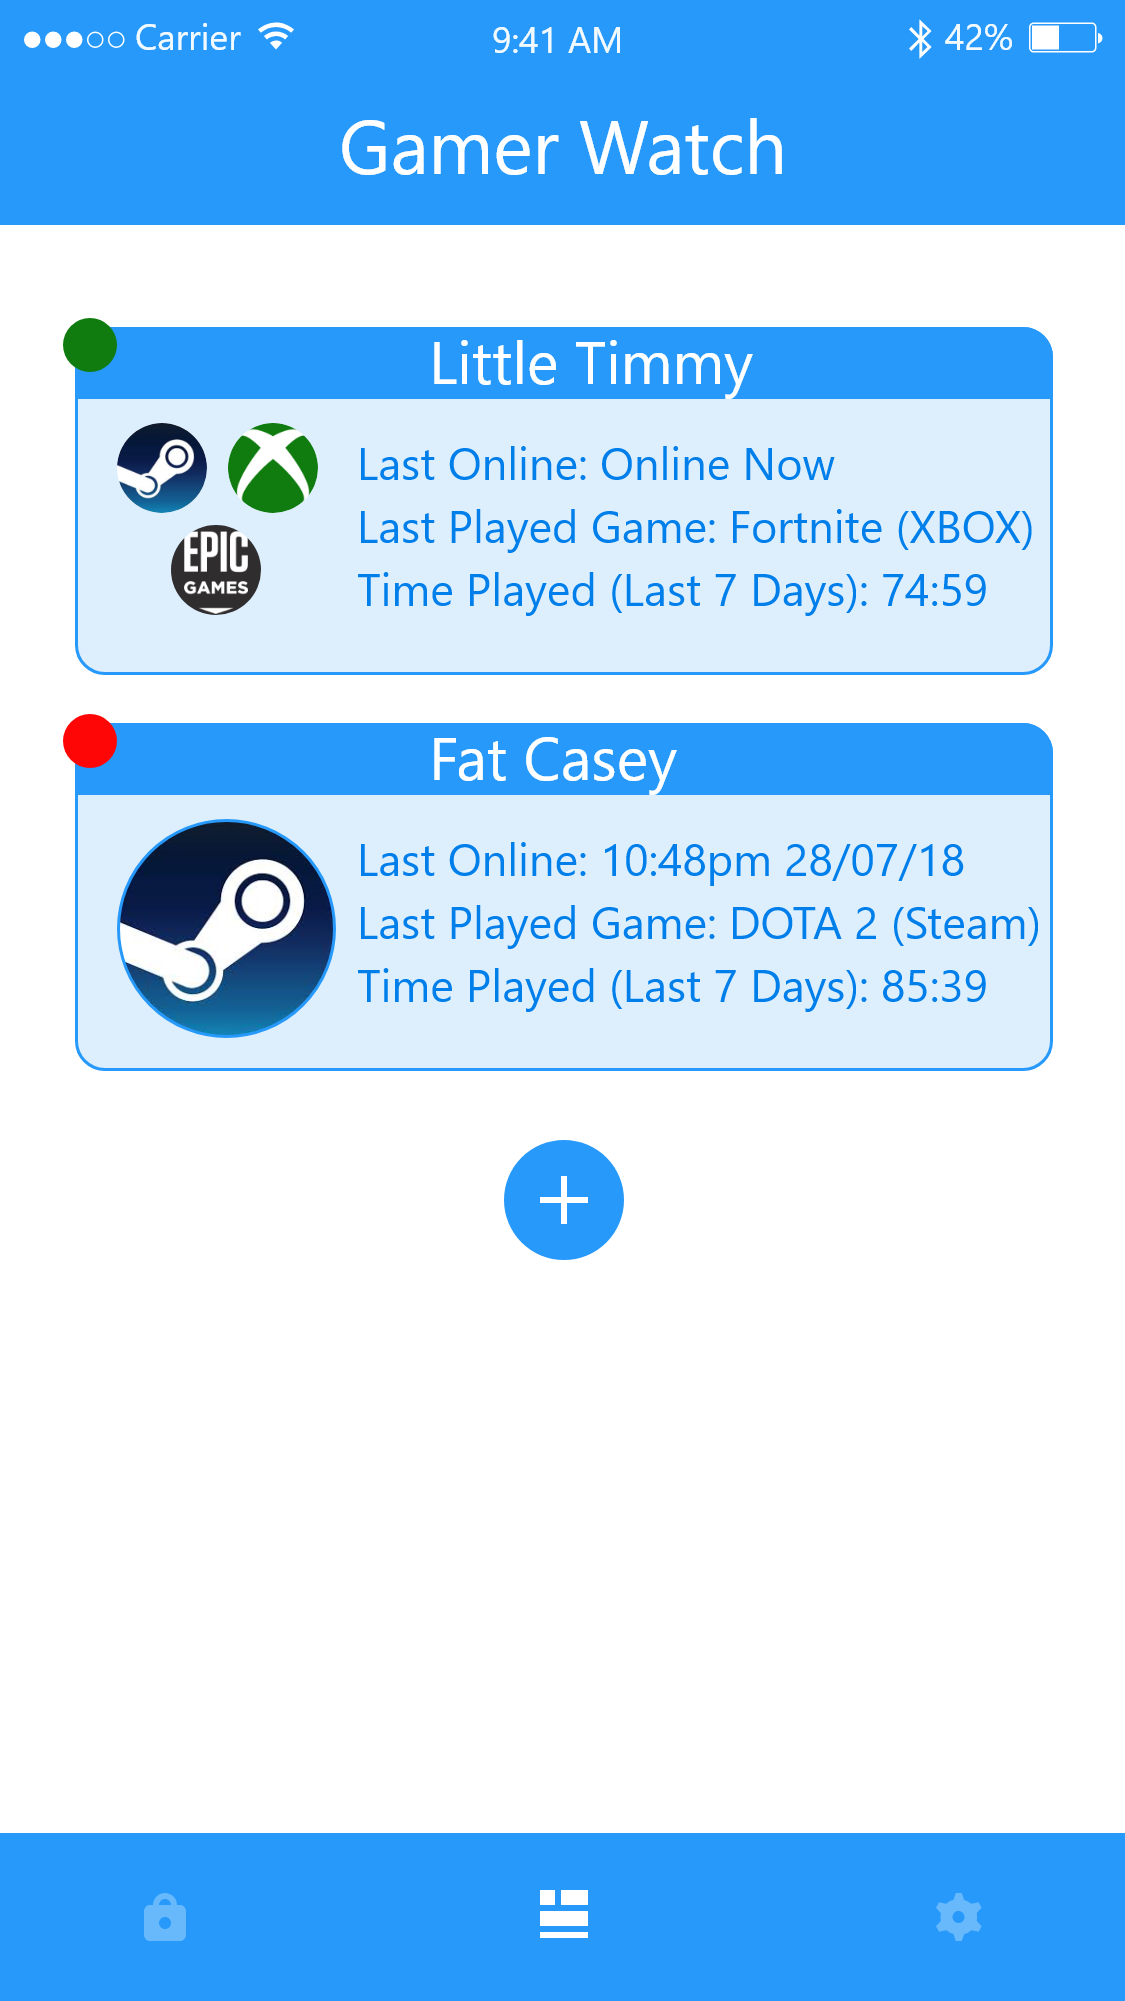 Carrier 9:41 AM 42%
Gamer Watch
Little Timmy
EPIC
GAMES
Last Online: Online Now
Last Played Game: Fortnite (XBOX)
Time Played (Last 7 Days): 74:59
Fat Casey
Last Online: 10:48pm 28/07/18
Last Played Game: DOTA 2 (Steam)
Time Played (Last 7 Days): 85:39